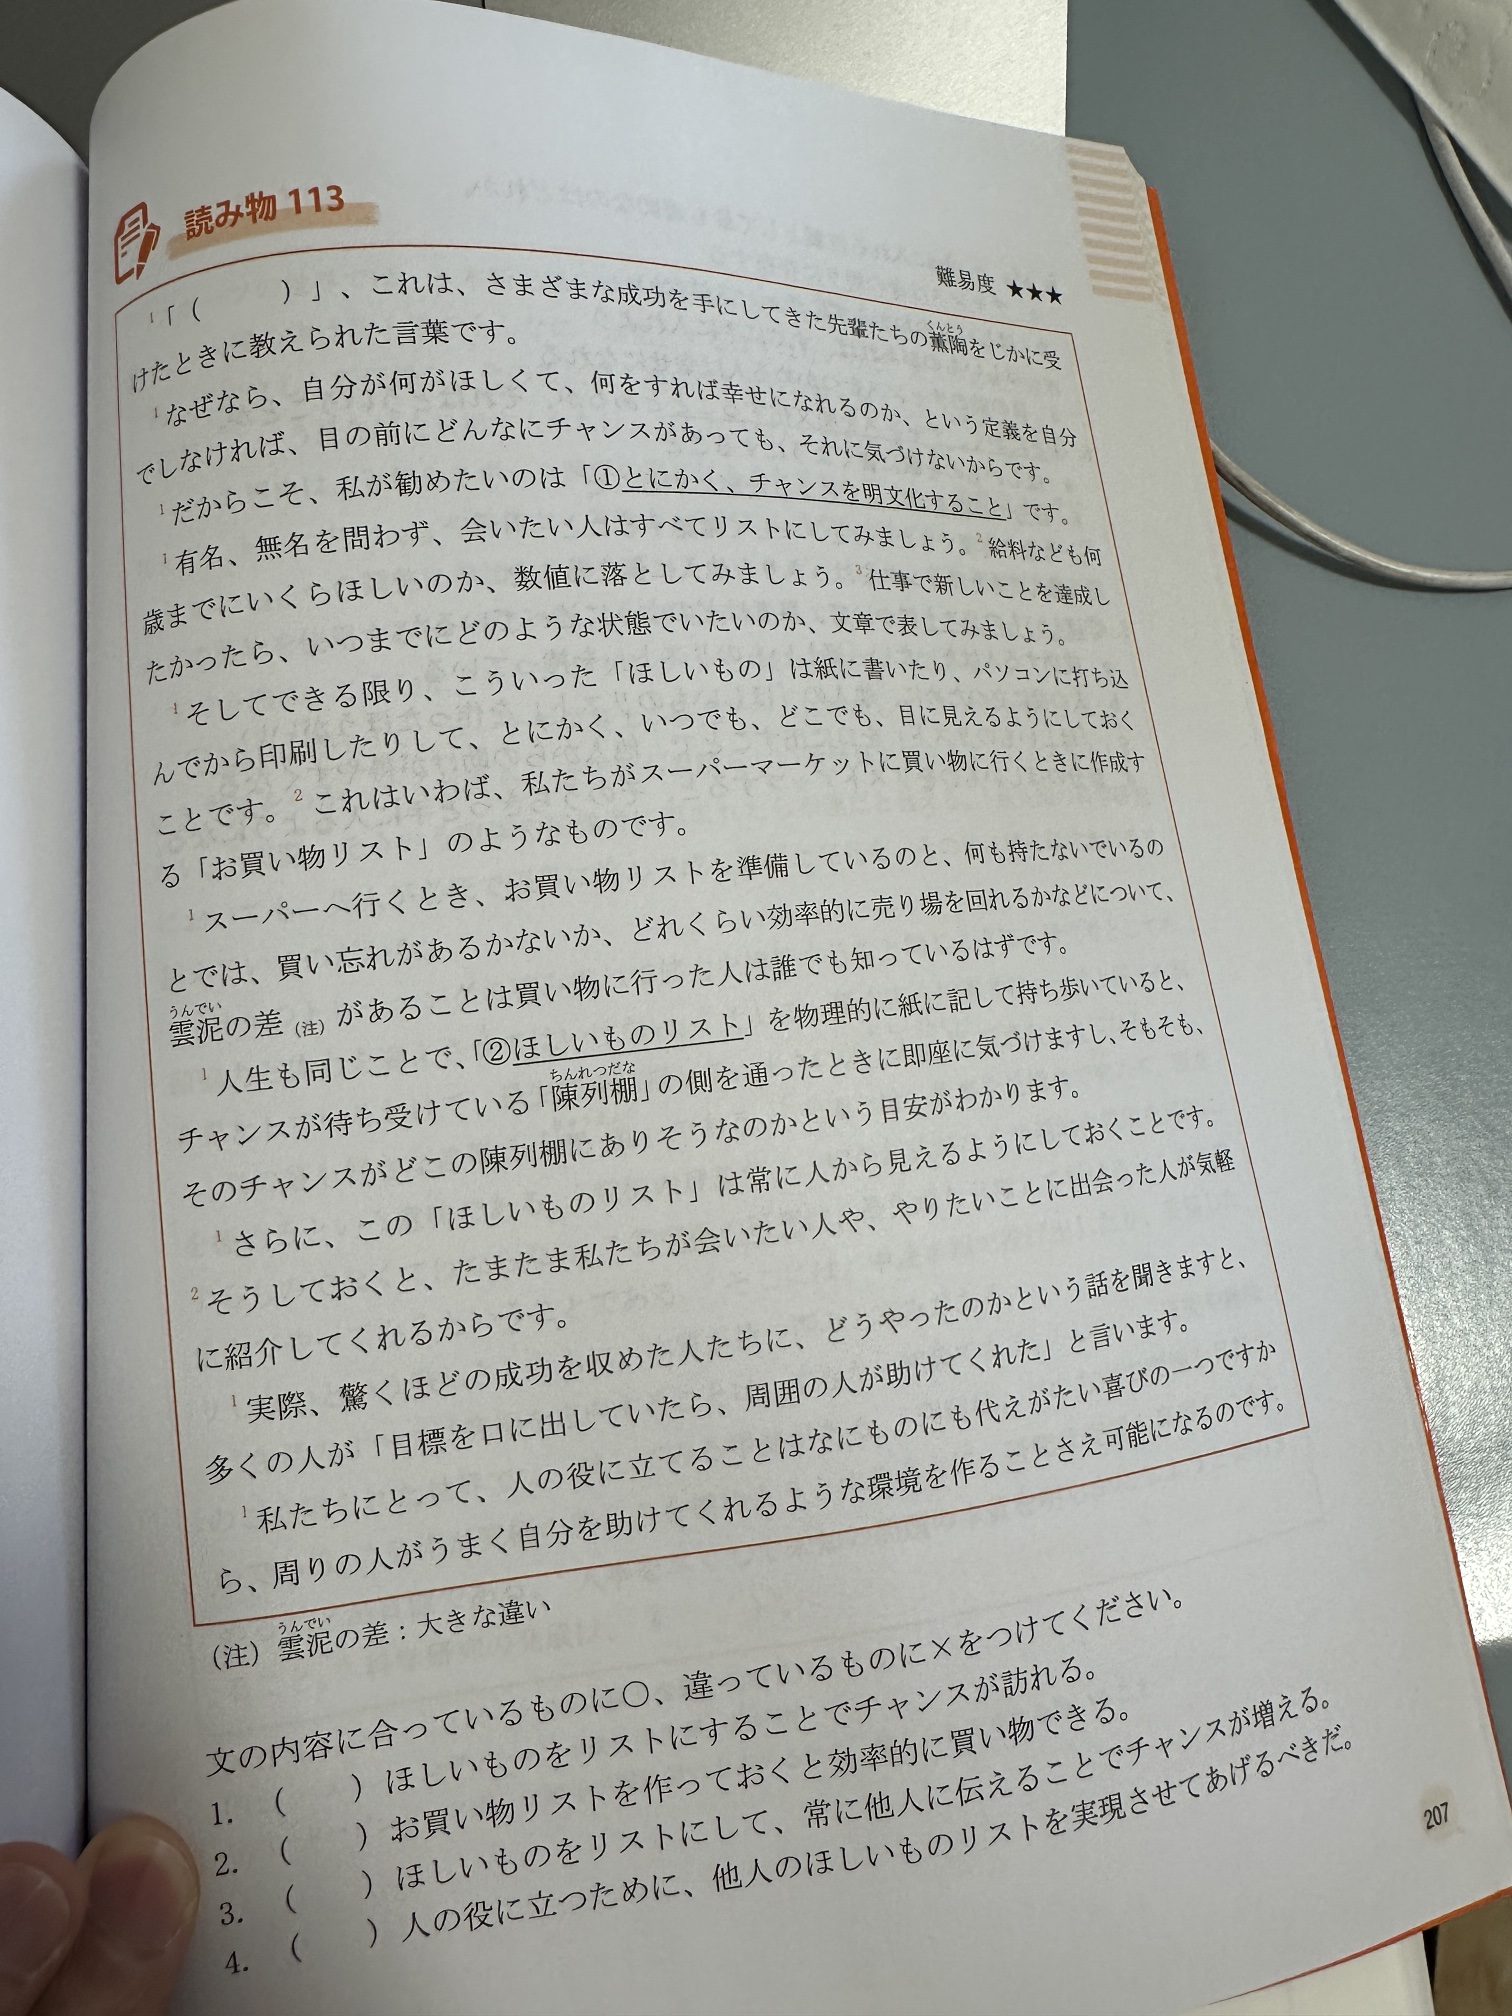 読み物 113
難易度 ★★★
1「(　　　)」、これは、さまざまな成功を手にしてきた先輩たちの薫陶をじかに受
くんとう
けたときに教えられた言葉です。
1なぜなら、自分が何がほしくて、何をすれば幸せになれるのか、という定義を自分
でしなければ、目の前にどんなにチャンスがあっても、それに気づけないからです。
1だからこそ、私が勧めたいのは「①とにかく、チャンスを明文化すること」です。
1有名、無名を問わず、会いたい人はすべてリストにしてみましょう。2給料なども何
歳までにいくらほしいのか、数値に落としてみましょう。3仕事で新しいことを達成し
たかったら、いつまでにどのような状態でいたいのか、文章で表してみましょう。
1そしてできる限り、こういった「ほしいもの」は紙に書いたり、パソコンに打ち込
んでから印刷したりして、とにかく、いつでも、どこでも、目に見えるようにしておく
ことです。2これはいわば、私たちがスーパーマーケットに買い物に行くときに作成す
る「お買い物リスト」のようなものです。
1スーパーへ行くとき、お買い物リストを準備しているのと、何も持たないでいるの
とでは、買い忘れがあるかないか、どれくらい効率的に売り場を回れるかなどについて、
うんでい
雲泥の差(注)があることは買い物に行った人は誰でも知っているはずです。
1人生も同じことで、「②ほしいものリスト」を物理的に紙に記して持ち歩いていると、
ちんれつだな
チャンスが待ち受けている「陳列棚」の側を通ったときに即座に気づけますし、そもそも、
そのチャンスがどこの陳列棚にありそうなのかという目安がわかります。
1さらに、この「ほしいものリスト」は常に人から見えるようにしておくことです。
2そうしておくと、たまたま私たちが会いたい人や、やりたいことに出会った人が気軽
に紹介してくれるからです。
1実際、驚くほどの成功を収めた人たちに、どうやったのかという話を聞きますと、
多くの人が「目標を口に出していたら、周囲の人が助けてくれた」と言います。
1私たちにとって、人の役に立てることはなにものにも代えがたい喜びの一つですか
ら、周りの人がうまく自分を助けてくれるような環境を作ることさえ可能になるのです。
うんでい
(注)雲泥の差：大きな違い
文の内容に合っているものに〇、違っているものに×をつけてください。
1. (　　)ほしいものをリストにすることでチャンスが訪れる。
2. (　　)お買い物リストを作っておくと効率的に買い物できる。
3. (　　)ほしいものをリストにして、常に他人に伝えることでチャンスが増える。
4. (　　)人の役に立つために、他人のほしいものリストを実現させてあげるべきだ。
207